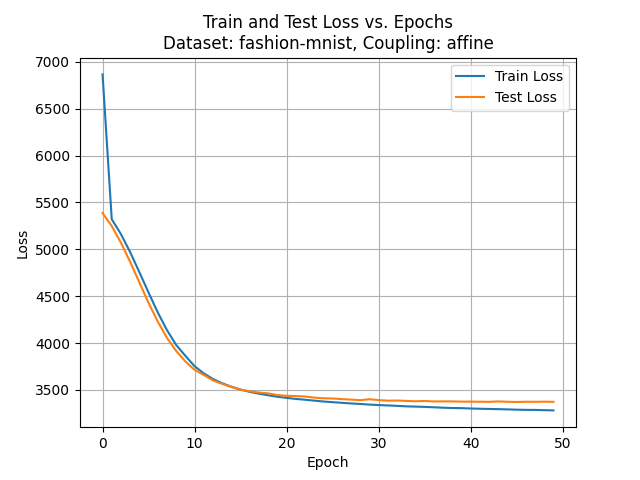 Train and Test Loss vs. Epochs
Dataset: fashion-mnist, Coupling: affine
7000
6500
6000
5500
5000
4500
4000
3500
Loss
Train Loss
Test Loss
0
10
20
30
40
50
Epoch